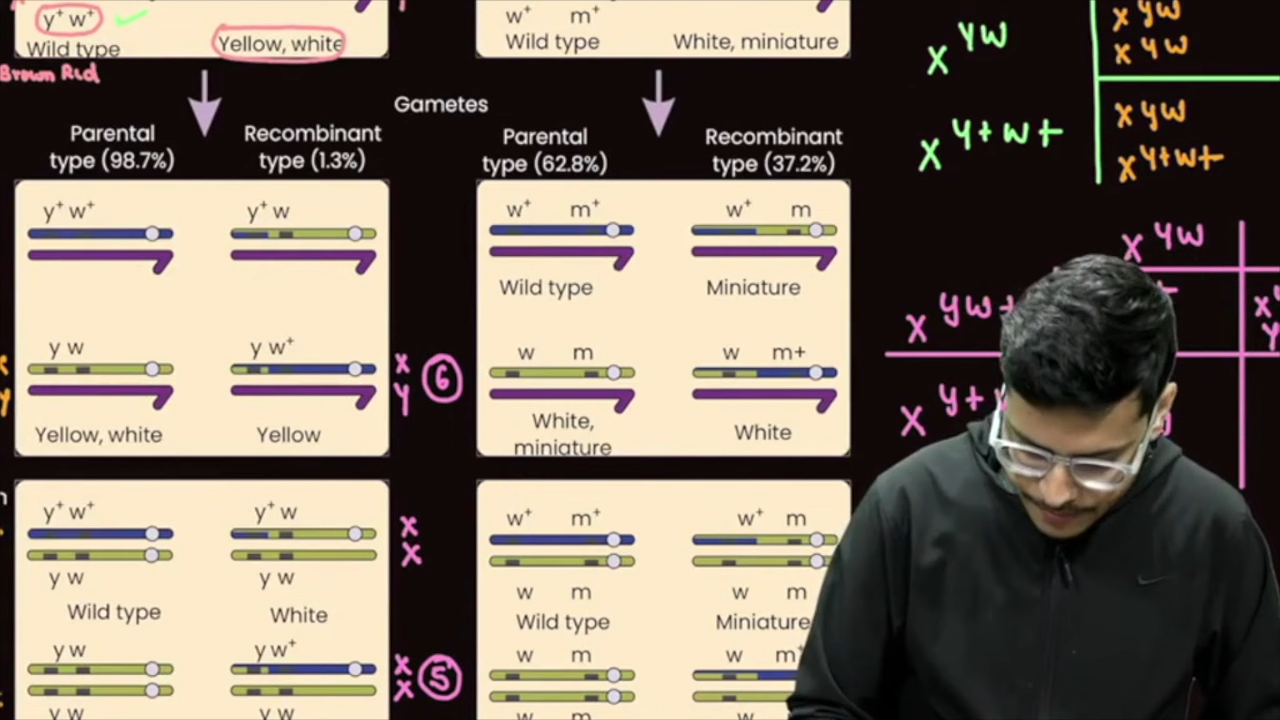 y⁺ w⁺
Wild type
Yellow, white
Brown Red
w⁺ m⁺
Wild type
White, miniature
Gametes
Parental type (98.7%)
Recombinant type (1.3%)
y⁺ w⁺
y⁺ w
y w
y w⁺
Yellow, white
Yellow
x
y
6
y⁺ w⁺
y⁺ w
y w
y w
Wild type
White
x
x
y w
y w⁺
y w
y w
x
x
5
Parental type (62.8%)
Recombinant type (37.2%)
w⁺ m⁺
w⁺ m
Wild type
Miniature
w m
w m+
White,
miniature
White
w⁺ m⁺
w⁺ m
w m
w m
Wild type
Miniature
w m
w m⁺
w m
w
x yw
x y+w+
x yw
x yw
x yw
x y+w+
x yw
x yw+
x y+